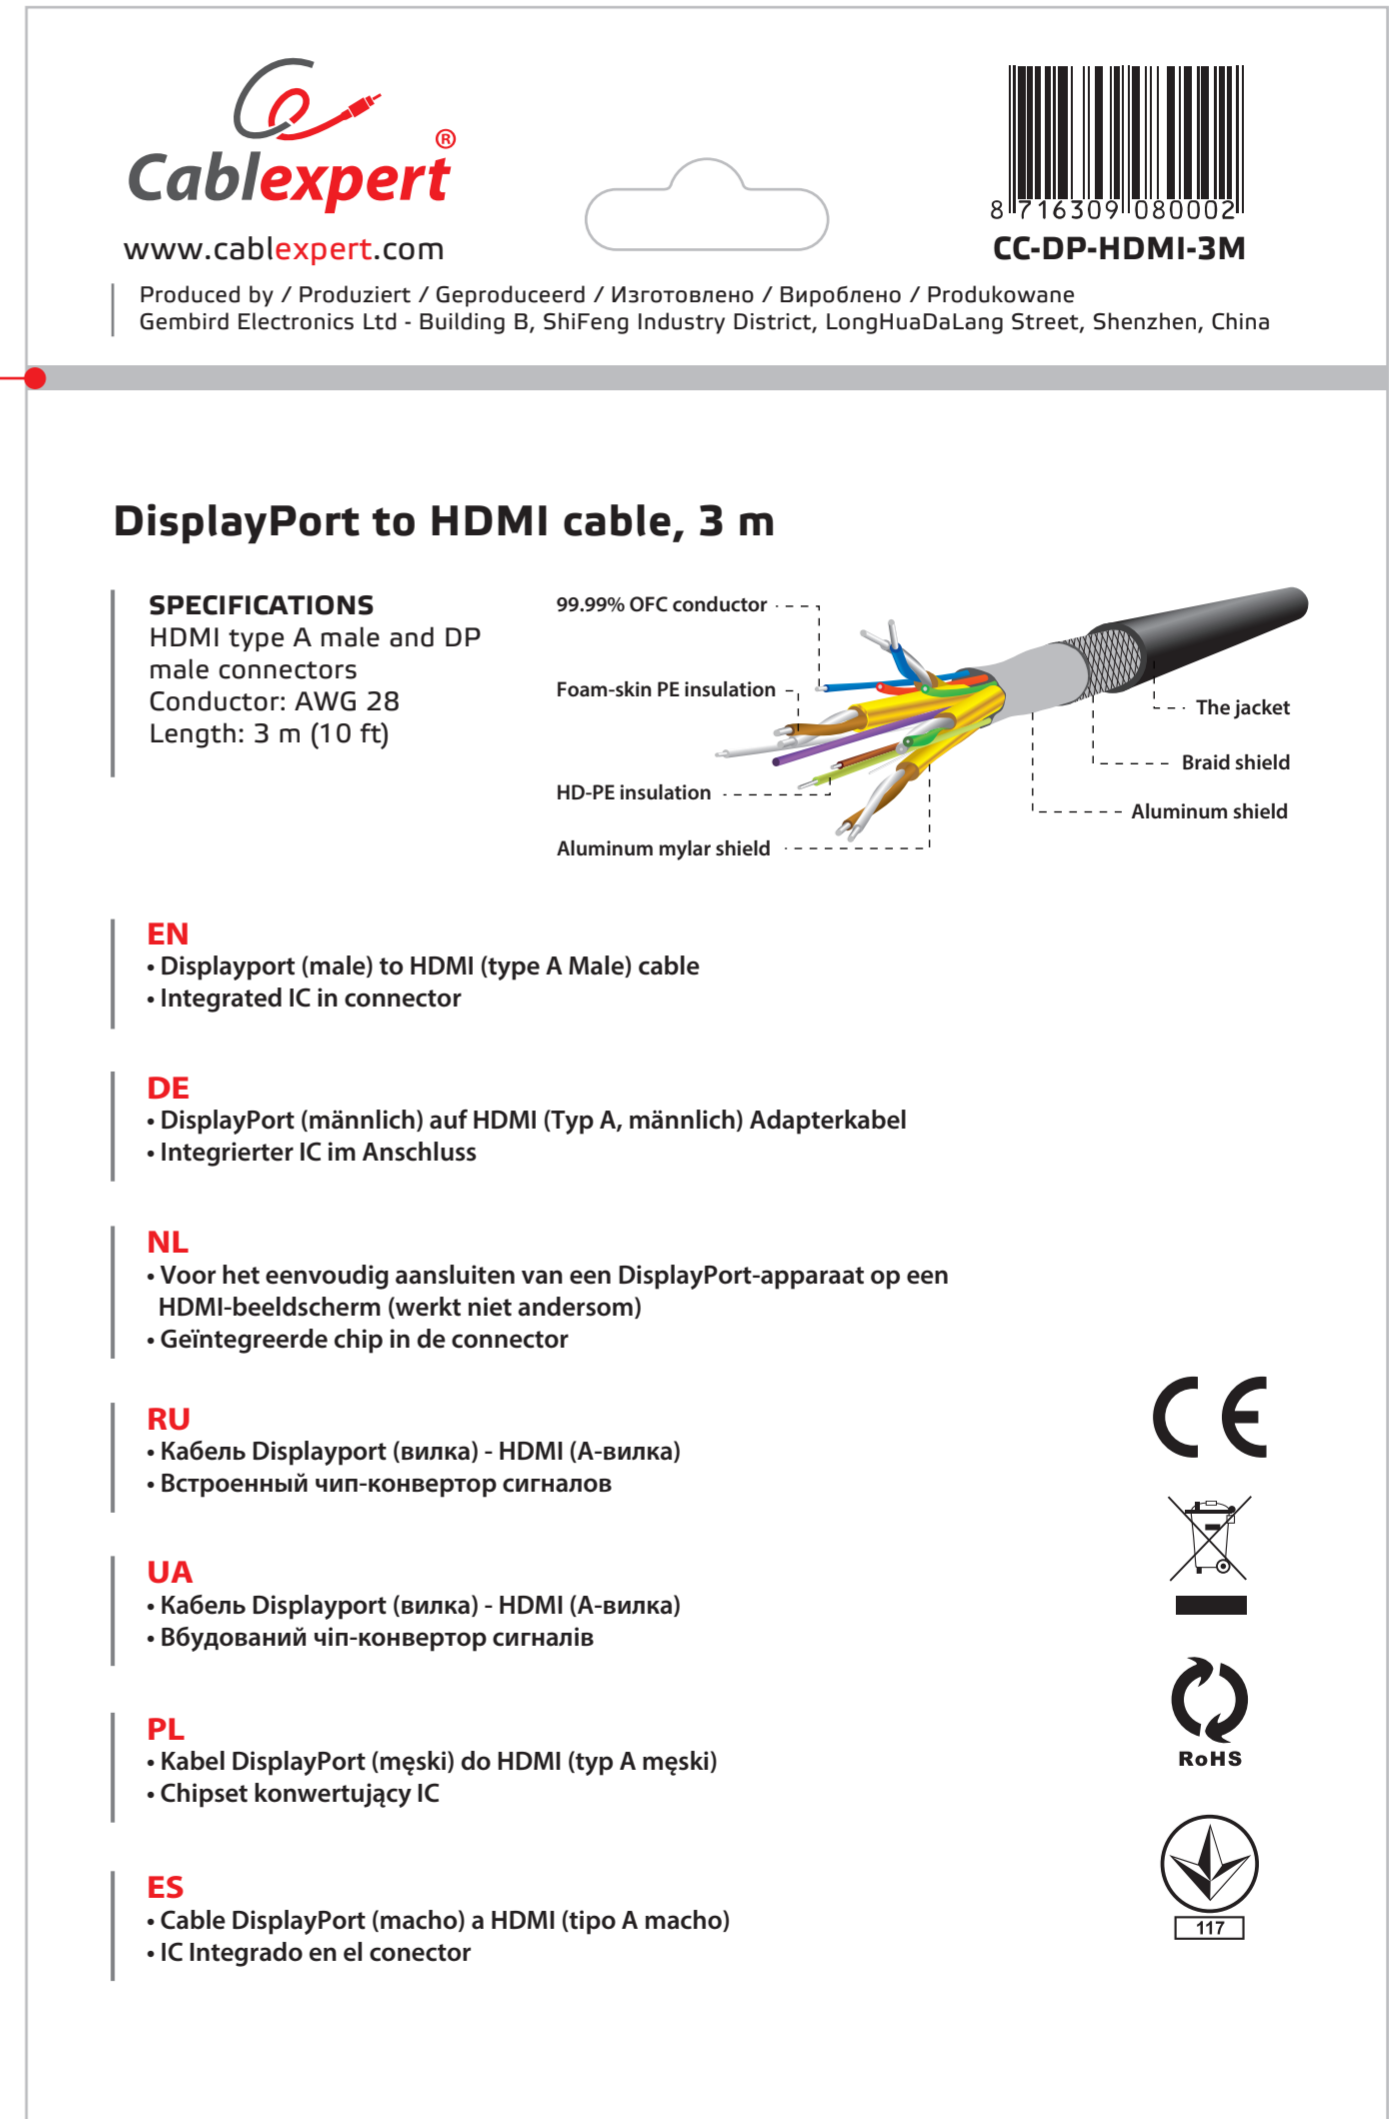 Cablexpert®
www.cablexpert.com
8 716309 080002
CC-DP-HDMI-3M
Produced by / Produziert / Geproduceerd / Изготовлено / Вироблено / Produkowane
Gembird Electronics Ltd - Building B, ShiFeng Industry District, LongHuaDaLang Street, Shenzhen, China
DisplayPort to HDMI cable, 3 m
SPECIFICATIONS
HDMI type A male and DP
male connectors
Conductor: AWG 28
Length: 3 m (10 ft)
99.99% OFC conductor
Foam-skin PE insulation
HD-PE insulation
Aluminum mylar shield
The jacket
Braid shield
Aluminum shield
EN
• Displayport (male) to HDMI (type A Male) cable
• Integrated IC in connector
DE
• DisplayPort (männlich) auf HDMI (Typ A, männlich) Adapterkabel
• Integrierter IC im Anschluss
NL
• Voor het eenvoudig aansluiten van een DisplayPort-apparaat op een
HDMI-beeldscherm (werkt niet andersom)
• Geïntegreerde chip in de connector
RU
• Кабель Displayport (вилка) - HDMI (А-вилка)
• Встроенный чип-конвертор сигналов
UA
• Кабель Displayport (вилка) - HDMI (А-вилка)
• Вбудований чіп-конвертор сигналів
PL
• Kabel DisplayPort (męski) do HDMI (typ A męski)
• Chipset konwertujący IC
ES
• Cable DisplayPort (macho) a HDMI (tipo A macho)
• IC Integrado en el conector
CE
RoHS
117